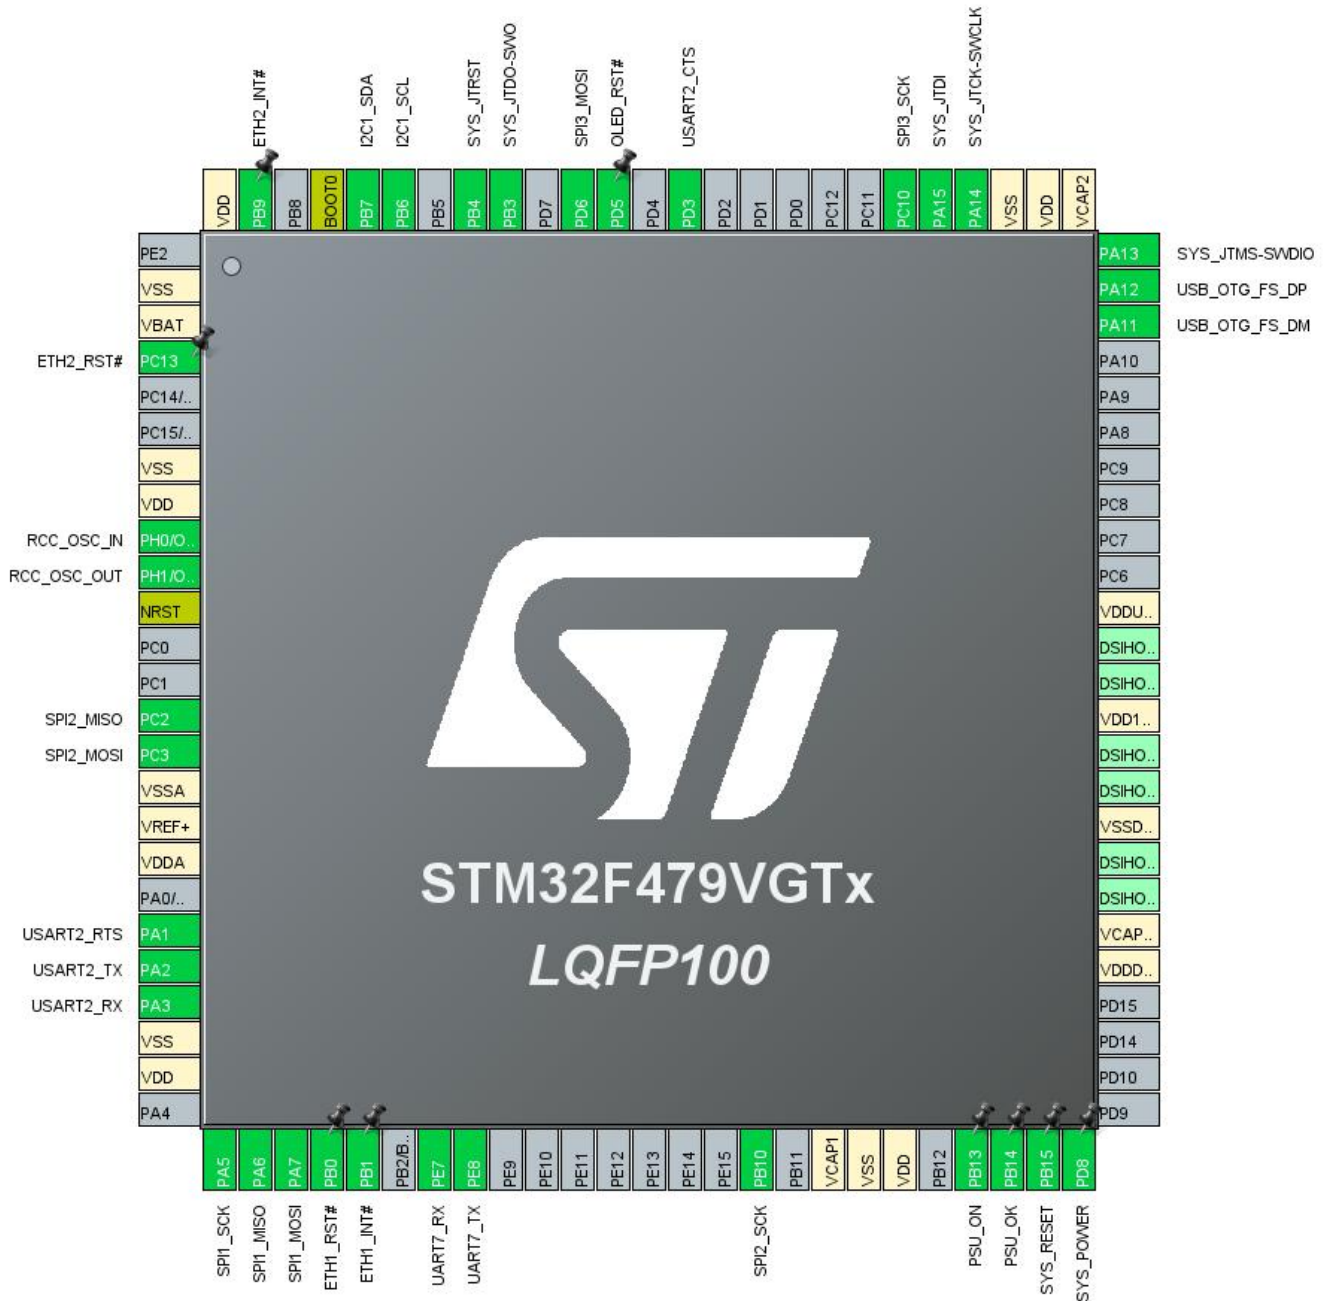 ETH2_INT#
I2C1_SDA
I2C1_SCL
SYS_JTRST
SYS_JTDO-SWO
SPI3_MOSI
OLED_RST#
USART2_CTS
SPI3_SCK
SYS_JTDI
SYS_JTCK-SWCLK
VDD
PB9
PB8
BOOT0
PB7
PB6
PB5
PB4
PB3
PD7
PD6
PD5
PD4
PD3
PD2
PD1
PD0
PC12
PC11
PC10
PA15
PA14
VSS
VDD
VCAP2
PE2
VSS
VBAT
ETH2_RST# PC13
PC14/..
PC15/..
VSS
VDD
RCC_OSC_IN PH0/O..
RCC_OSC_OUT PH1/O..
NRST
PC0
PC1
SPI2_MISO PC2
SPI2_MOSI PC3
VSSA
VREF+
VDDA
PA0/..
USART2_RTS PA1
USART2_TX PA2
USART2_RX PA3
VSS
VDD
PA4
STM32F479VGTx
LQFP100
PA13 SYS_JTMS-SWDIO
PA12 USB_OTG_FS_DP
PA11 USB_OTG_FS_DM
PA10
PA9
PA8
PC9
PC8
PC7
PC6
VDDU..
DSIHO..
DSIHO..
VDD1..
DSIHO..
DSIHO..
VSSD..
DSIHO..
DSIHO..
VCAP..
VDDD..
PD15
PD14
PD10
PD9
PA5
PA6
PA7
PB0
PB1
PB2/B..
PE7
PE8
PE9
PE10
PE11
PE12
PE13
PE14
PE15
PB10
PB11
VCAP1
VSS
VDD
PB12
PB13
PB14
PB15
PD8
SPI1_SCK
SPI1_MISO
SPI1_MOSI
ETH1_RST#
ETH1_INT#
UART7_RX
UART7_TX
SPI2_SCK
PSU_ON
PSU_OK
SYS_RESET
SYS_POWER